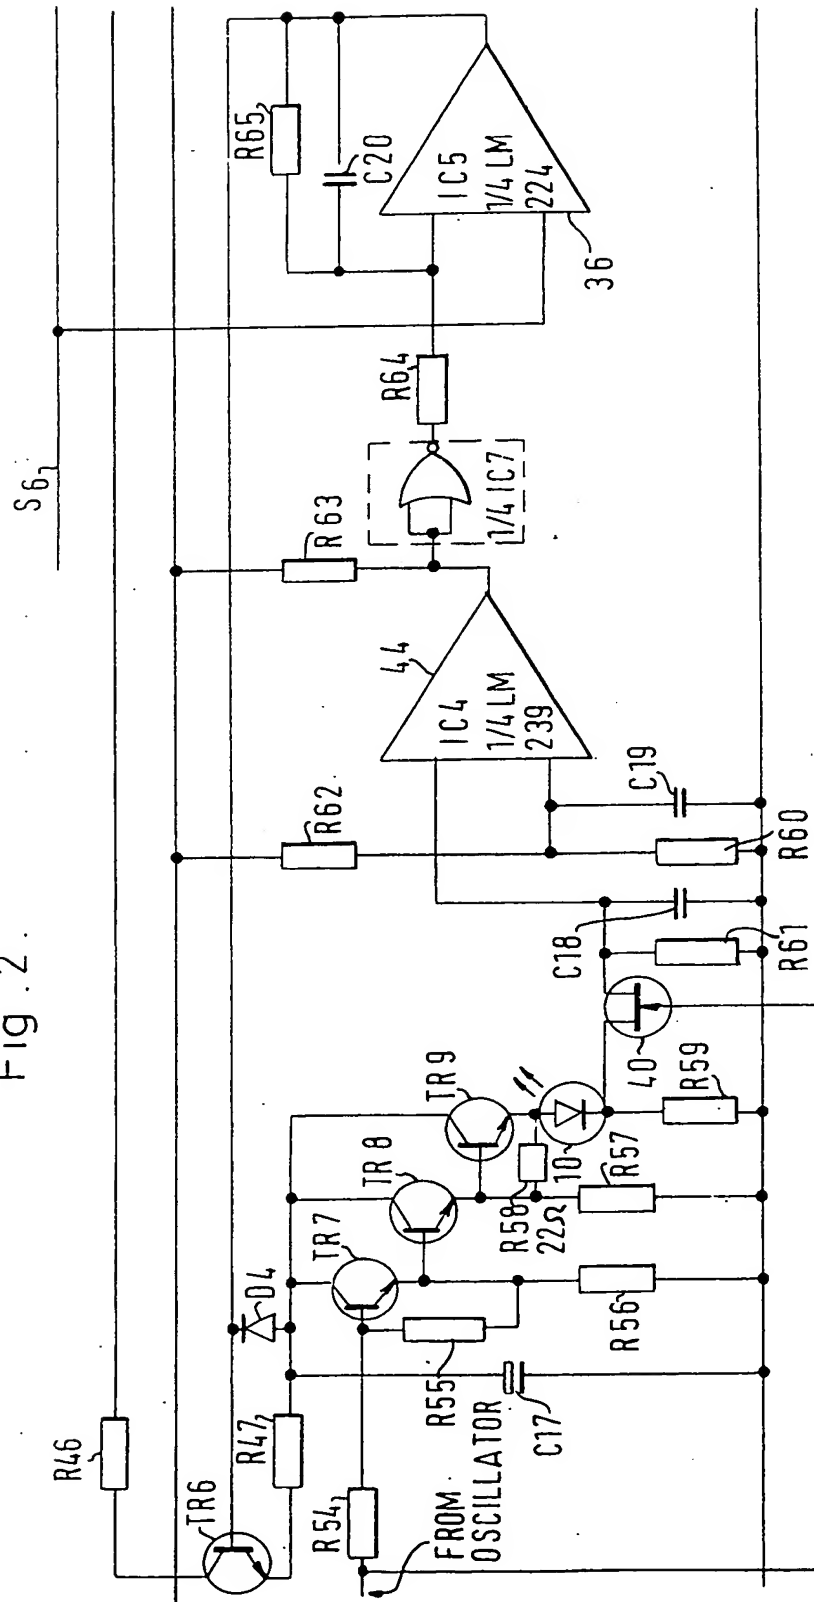 Fig. 2.
S6
R46
TR6
R47
D4
R54
FROM
OSCILLATOR
R55
C17
TR7
R56
TR8
R58
22Ω
R57
TR9
10
R59
40
R61
C18
R60
C19
R62
44
IC4
1/4 LM
239
R63
1/4 IC7
R64
R65
C20
IC5
1/4 LM
224
36